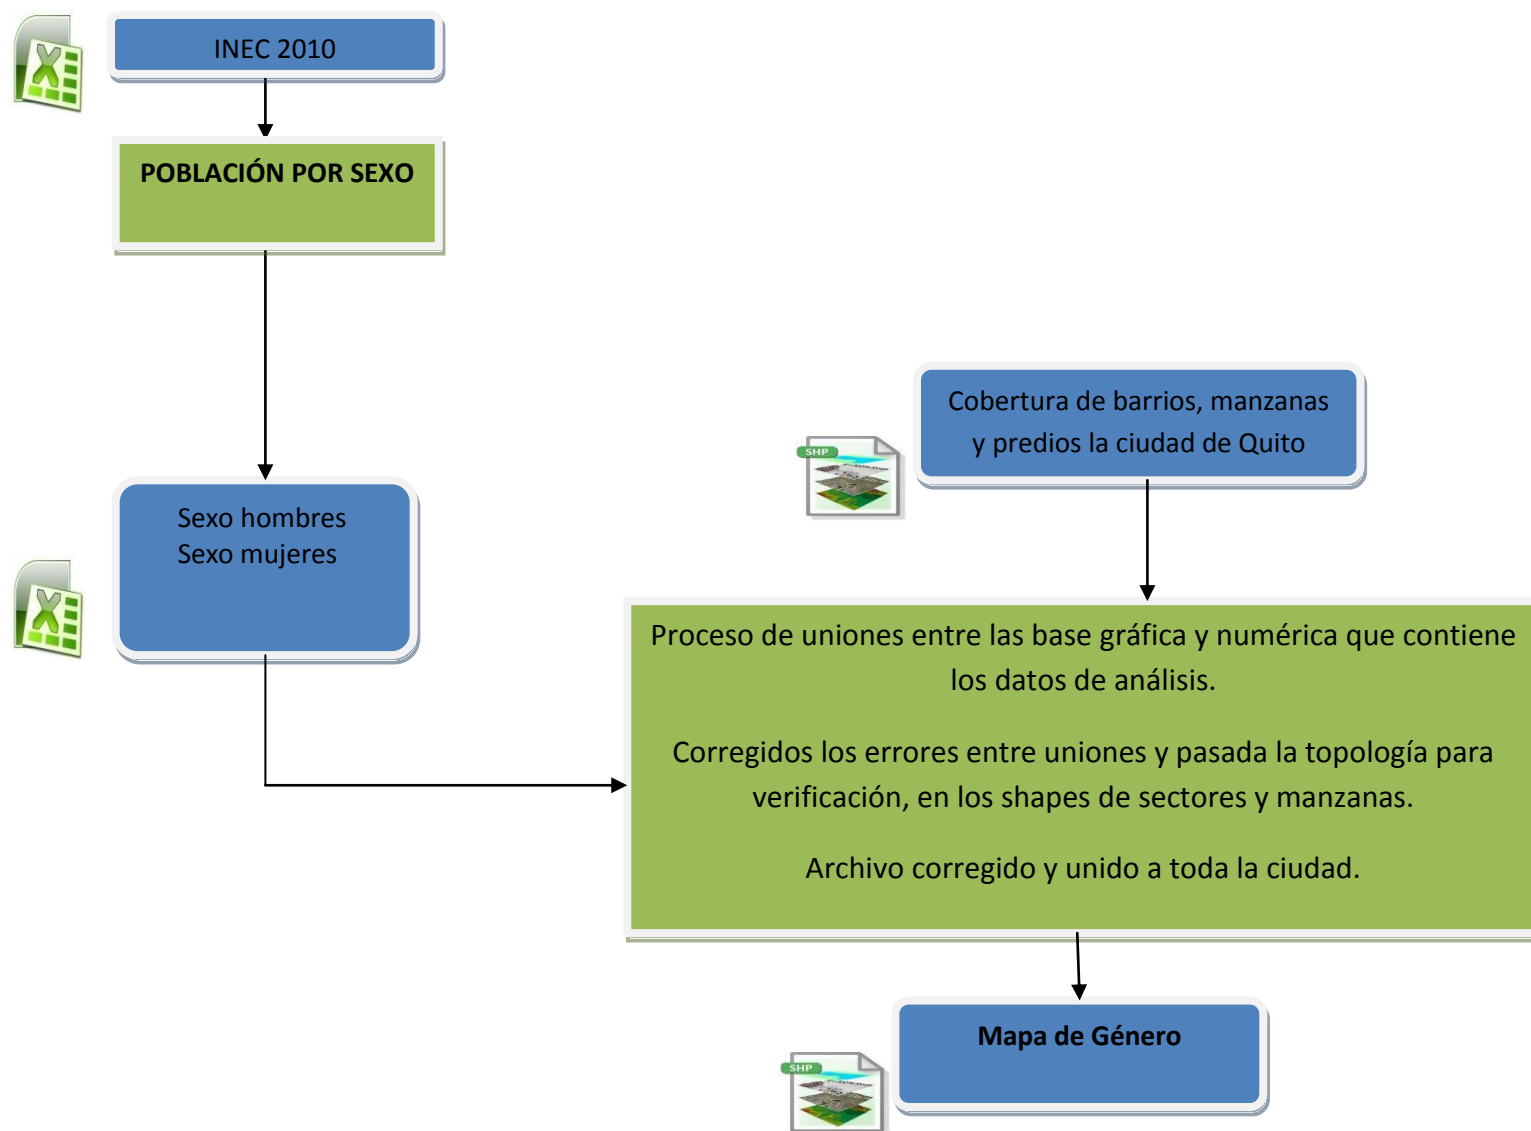 INEC 2010
POBLACIÓN POR SEXO
Cobertura de barrios, manzanas
y predios la ciudad de Quito
SHP
Sexo hombres
Sexo mujeres
Proceso de uniones entre las base gráfica y numérica que contiene
los datos de análisis.
Corregidos los errores entre uniones y pasada la topología para
verificación, en los shapes de sectores y manzanas.
Archivo corregido y unido a toda la ciudad.
Mapa de Género
SHP